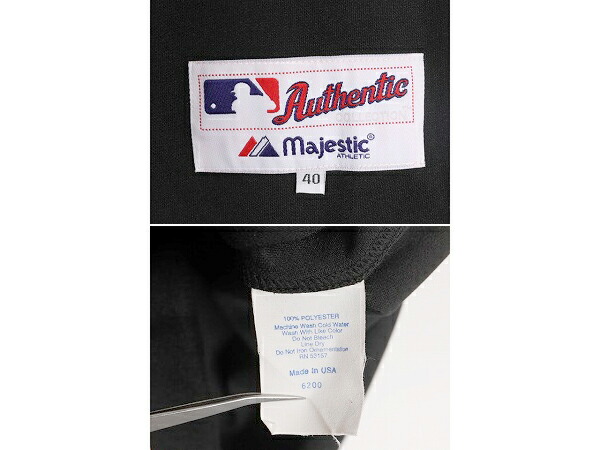 Authentic
Majestic®
ATHLETIC
40
100% POLYESTER
Machine Wash Cold Water
Wash With Like Color
Do Not Bleach
Line Dry
Do Not Iron Ornamentation
RN 53157
Made in USA
6200